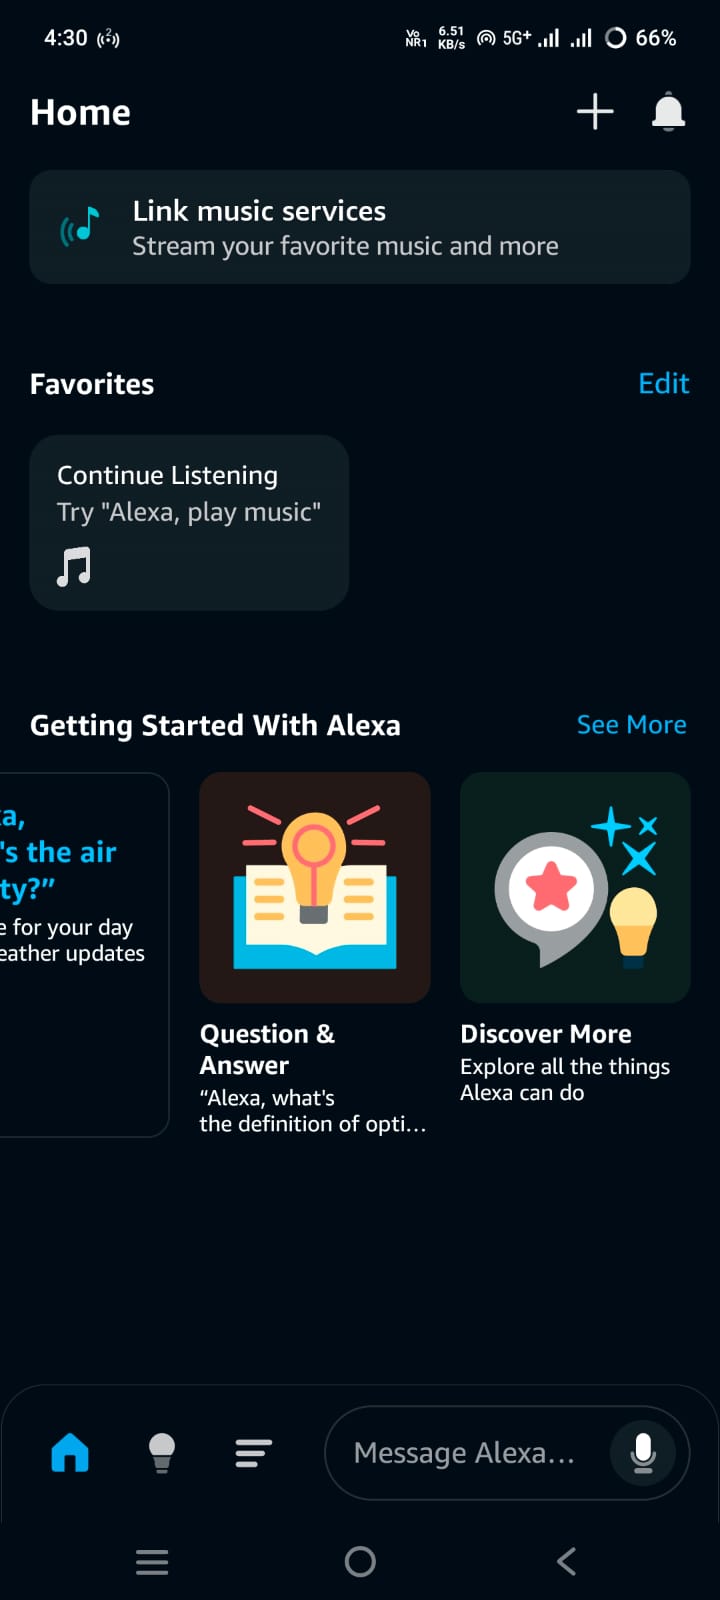 4:30
2
Vo
NR1
6.51
KB/s
5G+
66%
Home
Link music services
Stream your favorite music and more
Favorites
Edit
Continue Listening
Try "Alexa, play music"
Getting Started With Alexa
See More
a,
's the air
ty?”
e for your day
eather updates
Question &
Answer
“Alexa, what's
the definition of opti...
Discover More
Explore all the things
Alexa can do
Message Alexa...